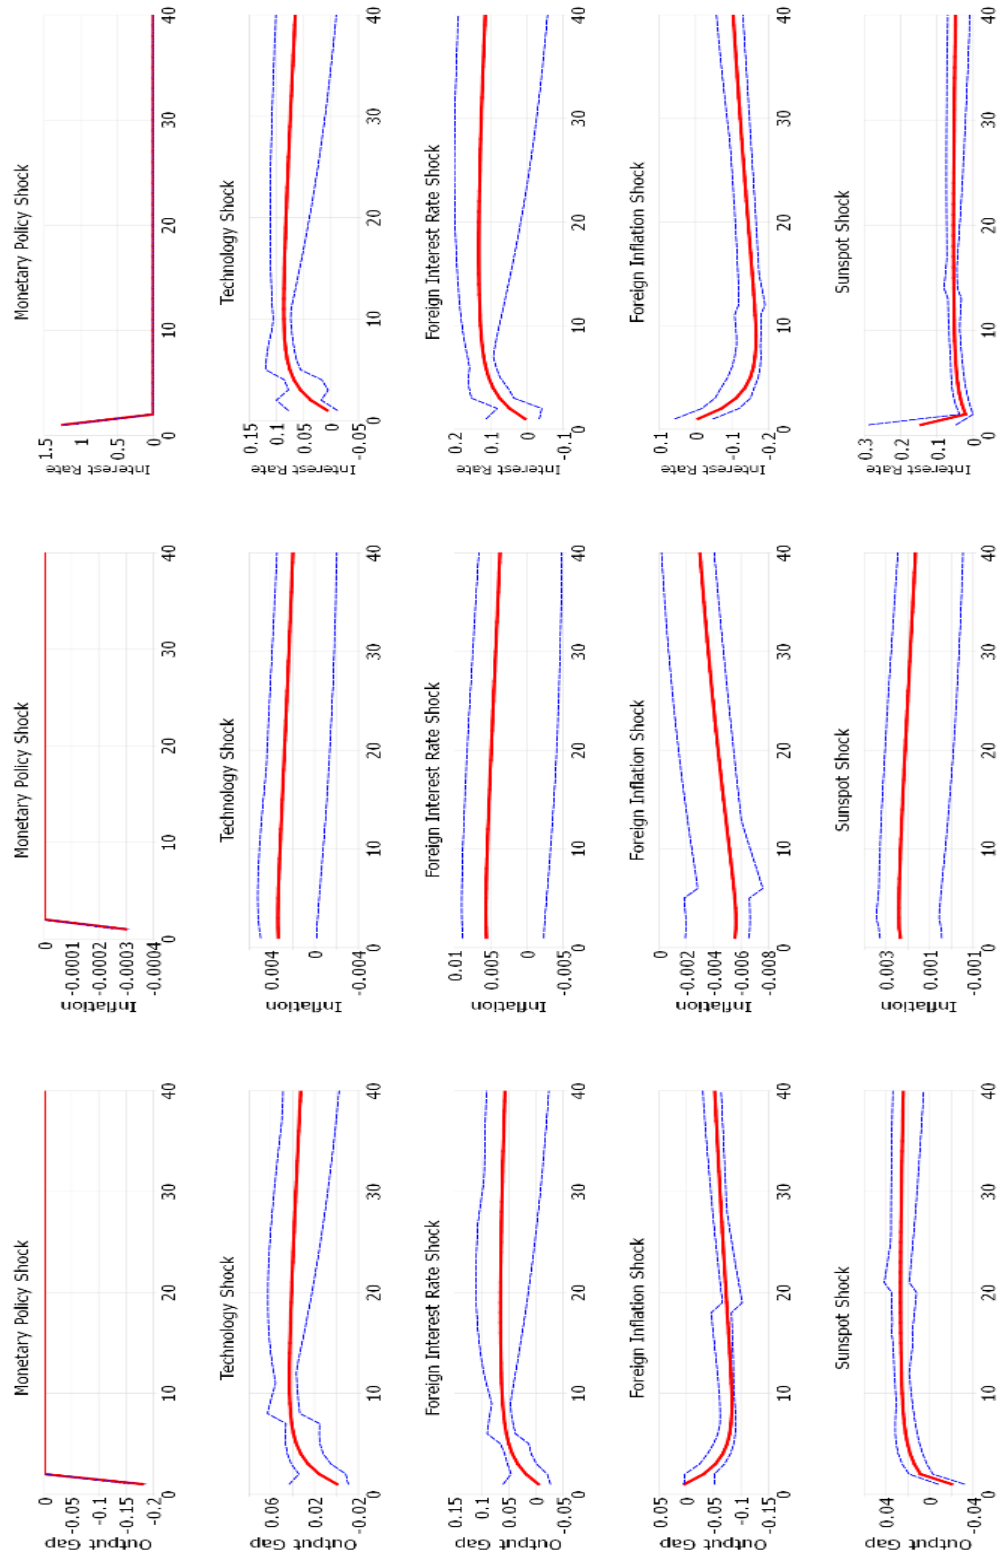 Monetary Policy Shock
Output Gap
0
-0.05
-0.15
-0.2
0 10 20 30 40
Monetary Policy Shock
Inflation
0
-0.0001
-0.0002
-0.0003
-0.0004
0 10 20 30 40
Monetary Policy Shock
Interest Rate
1.5
1
0.5
0
0 10 20 30 40
Technology Shock
Output Gap
0.06
0.02
-0.02
0 10 20 30 40
Technology Shock
Inflation
0.004
0
-0.004
0 10 20 30 40
Technology Shock
Interest Rate
0.15
0.1
0.05
0
-0.05
0 10 20 30 40
Foreign Interest Rate Shock
Output Gap
0.15
0.1
0.05
0
-0.05
0 10 20 30 40
Foreign Interest Rate Shock
Inflation
0.01
0.005
0
-0.005
0 10 20 30 40
Foreign Interest Rate Shock
Interest Rate
0.2
0.1
0
-0.1
0 10 20 30 40
Foreign Inflation Shock
Output Gap
0.05
0
-0.05
-0.1
-0.15
0 10 20 30 40
Foreign Inflation Shock
Inflation
-0.002
-0.004
-0.006
-0.008
0 10 20 30 40
Foreign Inflation Shock
Interest Rate
0.1
0
-0.1
-0.2
0 10 20 30 40
Sunspot Shock
Output Gap
0.04
0
-0.04
0 10 20 30 40
Sunspot Shock
Inflation
0.003
0.001
-0.001
0 10 20 30 40
Sunspot Shock
Interest Rate
0.3
0.2
0.1
0
0 10 20 30 40